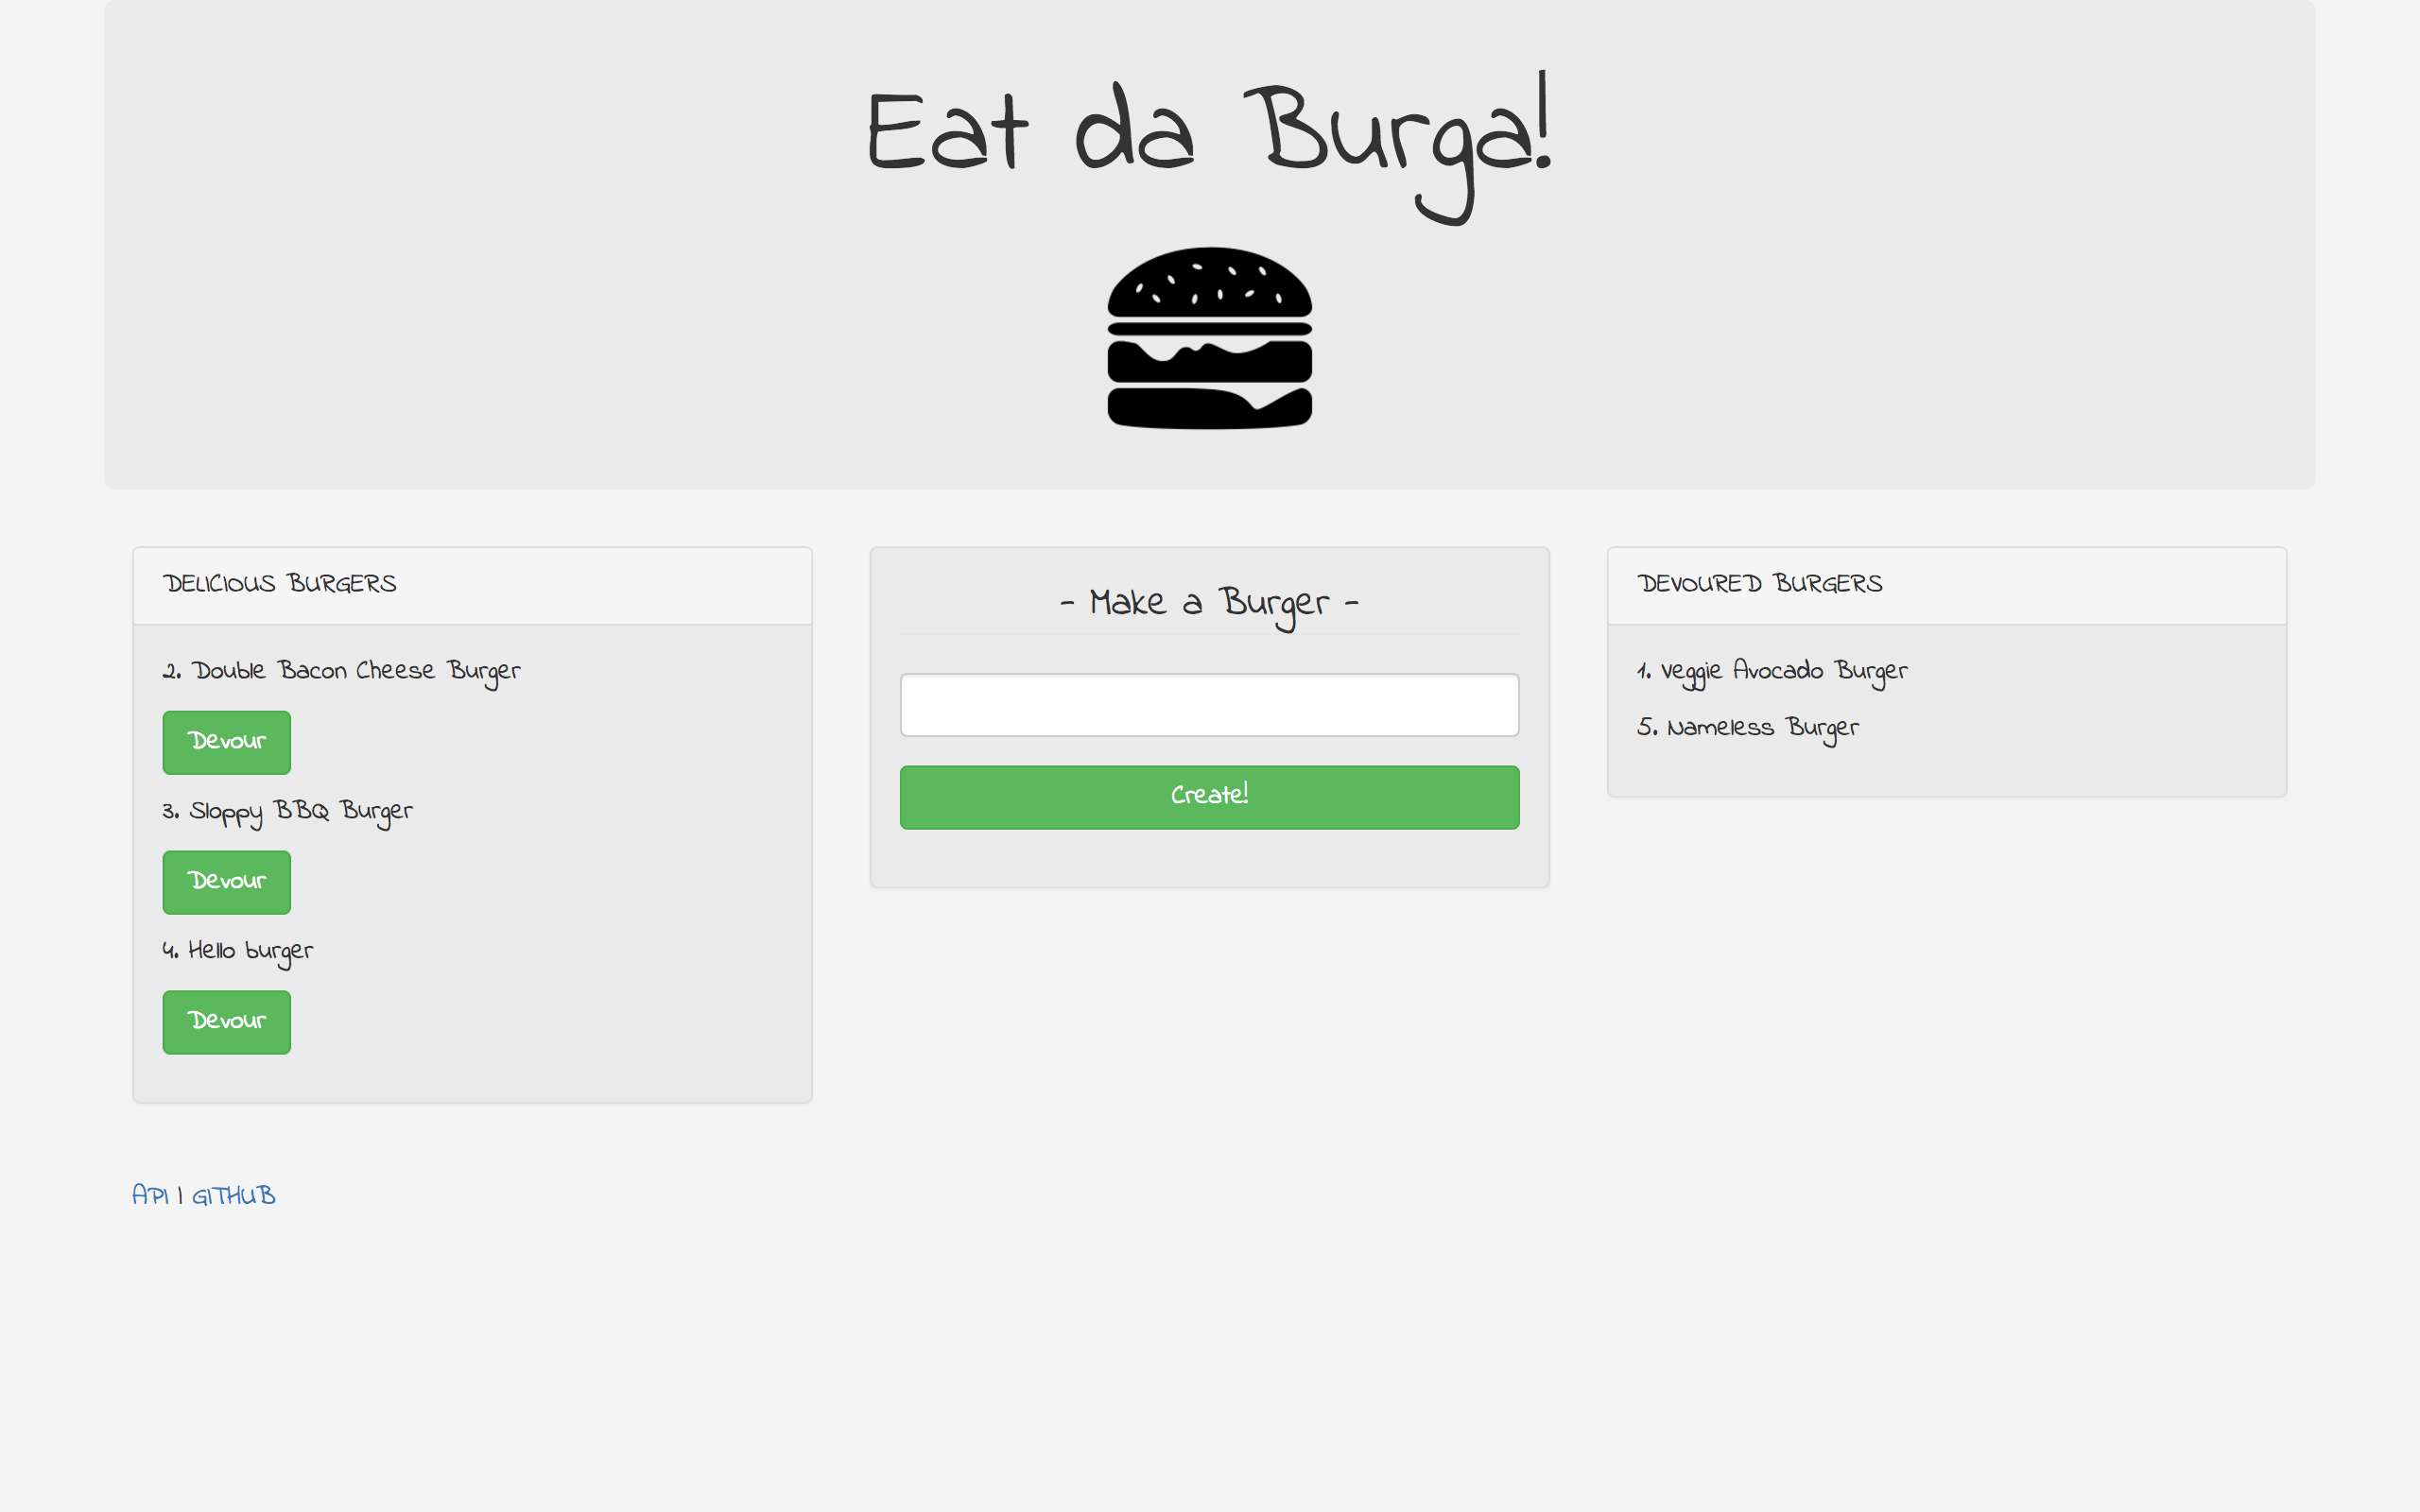 Eat da Burga!
DELICIOUS BURGERS
2. Double Bacon Cheese Burger
Devour
3. Sloppy BBQ Burger
Devour
4. Hello burger
Devour
- Make a Burger -
Create!
DEVOURED BURGERS
1. Veggie Avocado Burger
5. Nameless Burger
API | GITHUB